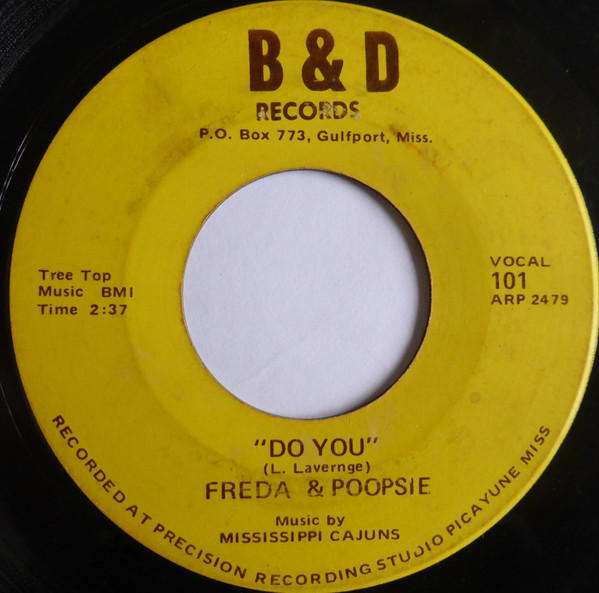 B & D
RECORDS
P.O. Box 773, Gulfport, Miss.
Tree Top
Music BMI
Time 2:37
VOCAL
101
ARP 2479
"DO YOU"
(L. Lavernge)
FREDA & POOPSIE
Music by
MISSISSIPPI CAJUNS
RECORDED AT PRECISION RECORDING STUDIO PICAYUNE MISS